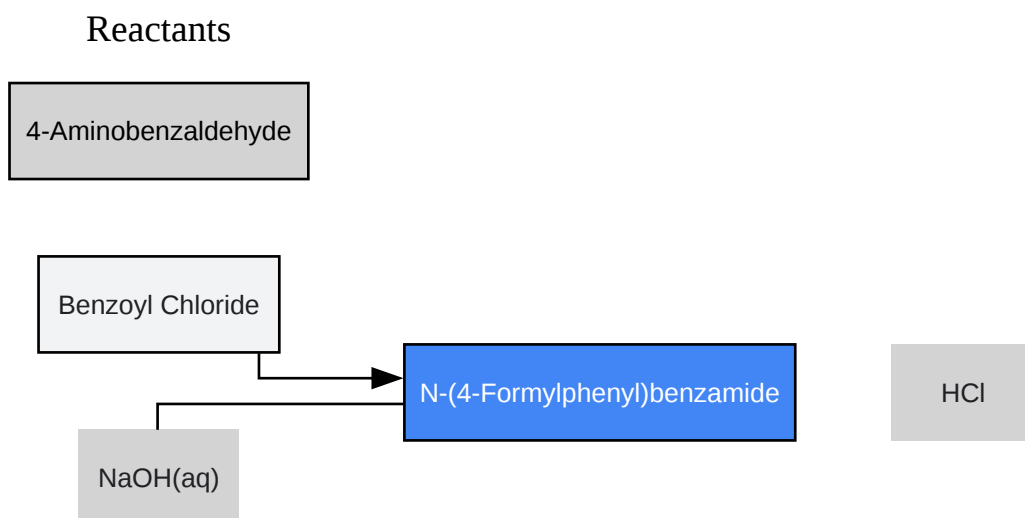 Reactants
4-Aminobenzaldehyde
Benzoyl Chloride
N-(4-Formylphenyl)benzamide
HCl
NaOH(aq)